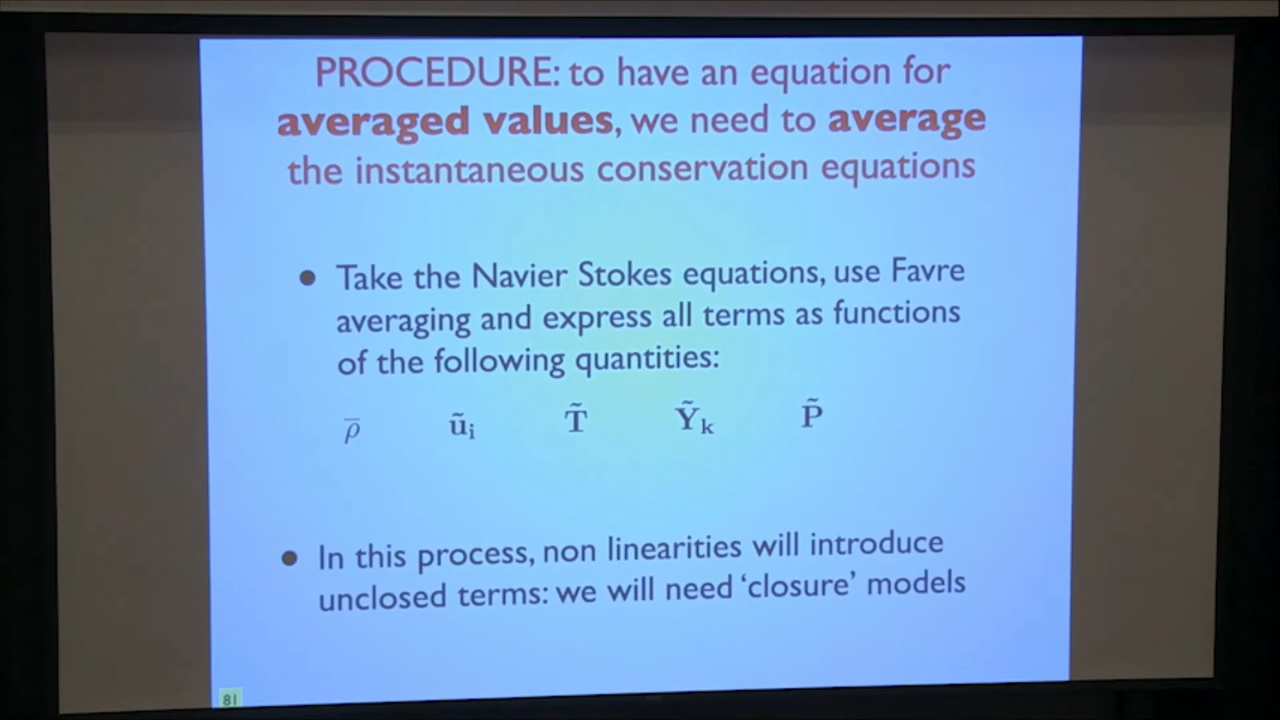 PROCEDURE: to have an equation for
averaged values, we need to average
the instantaneous conservation equations
• Take the Navier Stokes equations, use Favre
averaging and express all terms as functions
of the following quantities:
ρ̅ ũᵢ T̃ Ỹₖ P̃
• In this process, non linearities will introduce
unclosed terms: we will need ‘closure’ models
81